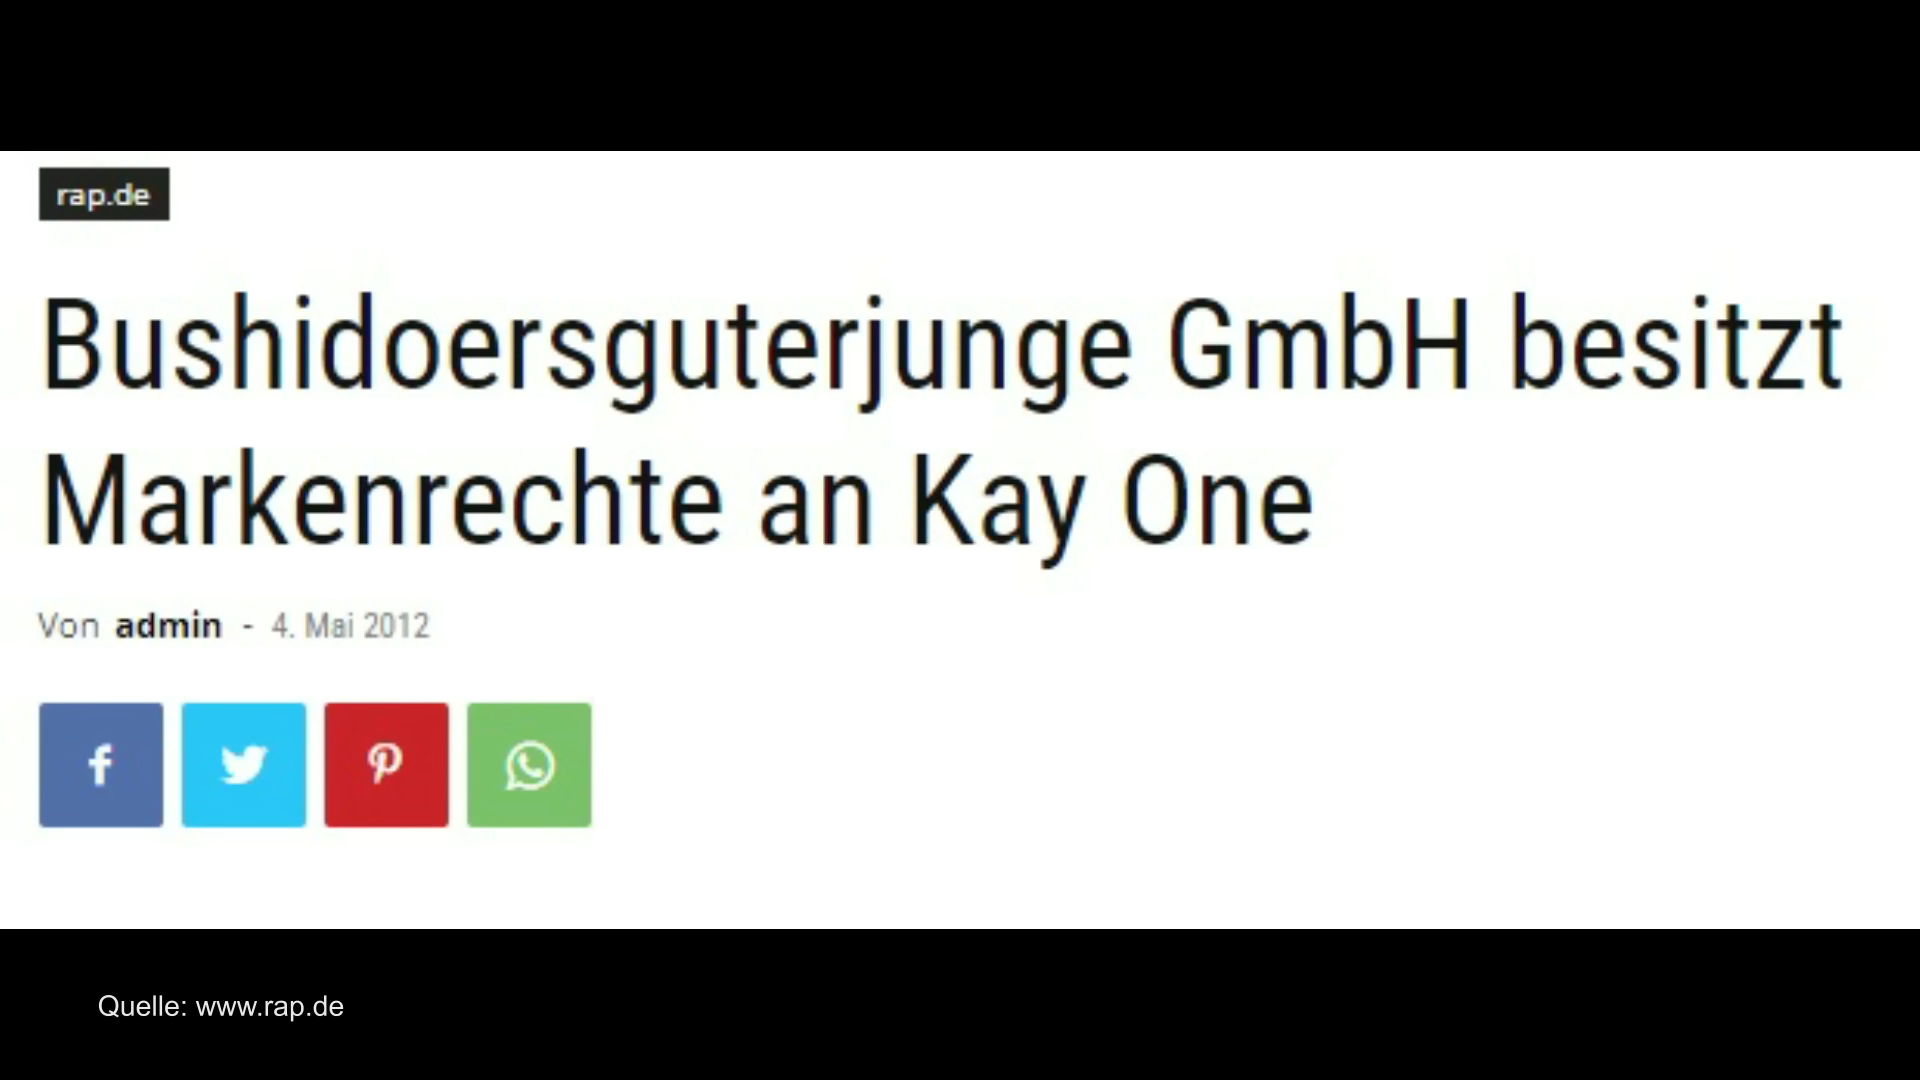 rap.de
Bushidoersguterjunge GmbH besitzt
Markenrechte an Kay One
Von admin - 4. Mai 2012
Quelle: www.rap.de